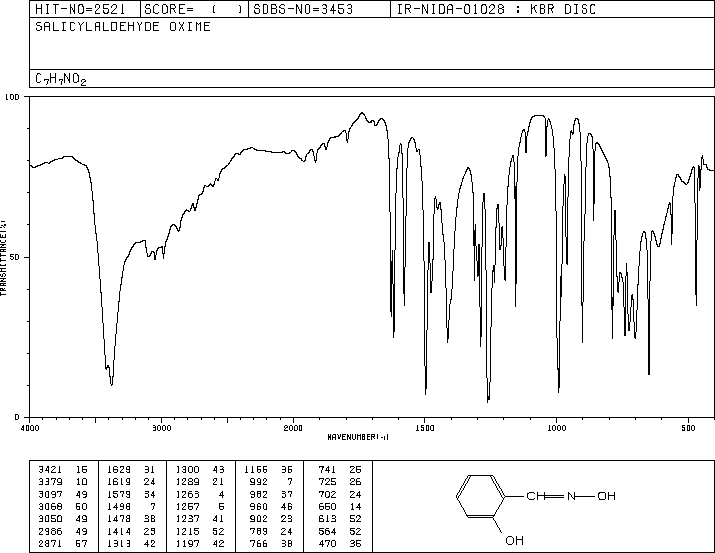 HIT-NO=2521 SCORE= ( ) SDBS-NO=3453 IR-NIDA-01028 : KBR DISC
SALICYLALDEHYDE OXIME
C7H7NO2
100
50
0
TRANSMITTANCE(%)
4000 3000 2000 1500 1000 500
WAVENUMBER(-1)
3421 16 1629 31 1300 43 1156 36 741 26
3379 10 1619 24 1289 21 992 7 725 26
3097 49 1579 34 1263 4 982 37 702 24
3068 50 1498 7 1257 5 960 46 650 14
3050 49 1478 38 1237 41 902 23 613 52
2986 49 1414 29 1215 52 789 24 564 52
2871 57 1313 42 1197 42 766 38 470 35
CH N OH
OH